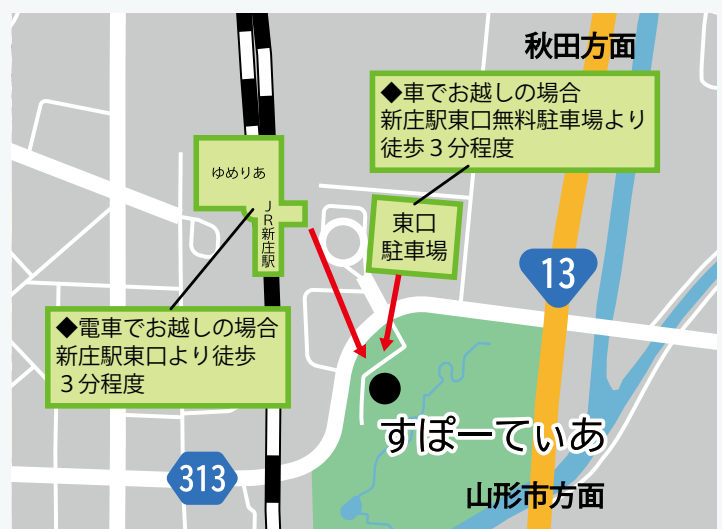 秋田方面
◆車でお越しの場合
新庄駅東口無料駐車場より
徒歩３分程度
ゆめりあ
JR新庄駅
東口
駐車場
13
◆電車でお越しの場合
新庄駅東口より徒歩
３分程度
すぽーてぃあ
313
山形市方面